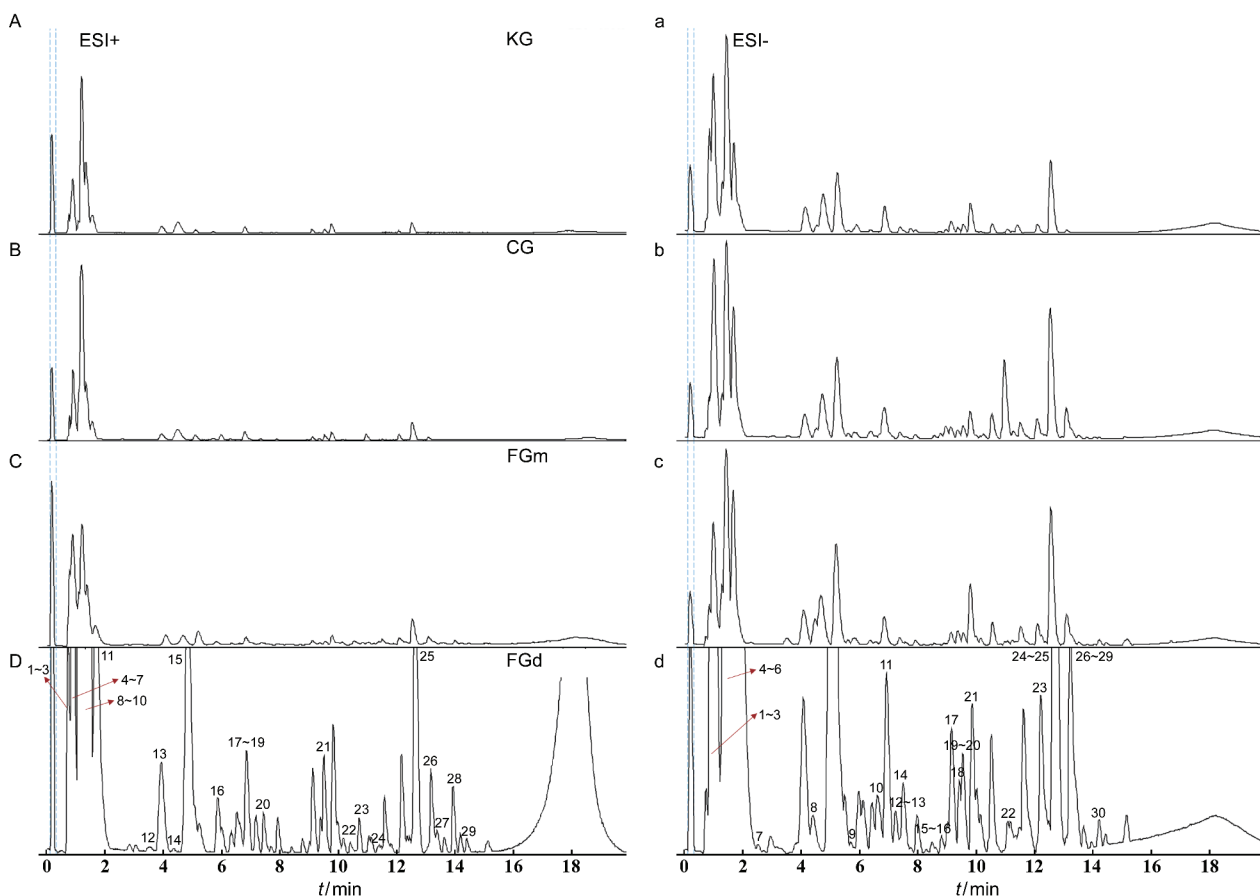 A
ESI+
KG
a
ESI-
B
CG
b
C
FGm
c
D
FGd
d
1~3
4~7
8~10
11
12
13
14
15
16
17~19
20
21
22
23
24
25
26
27
28
29
1~3
4~6
7
8
9
10
11
12~13
14
15~16
17
18
19~20
21
22
23
24~25
26~29
30
0 2 4 6 8 10 12 14 16 18
t/min
0 2 4 6 8 10 12 14 16 18
t/min